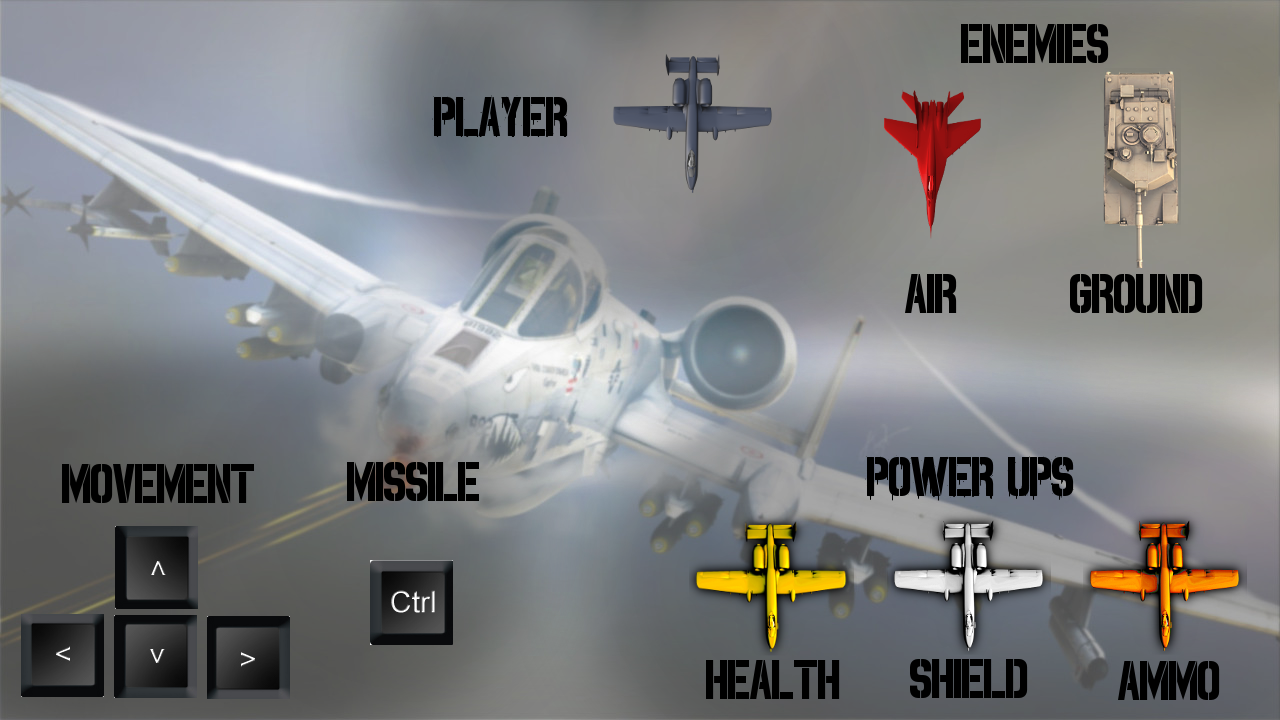 ENEMIES
PLAYER
AIR
GROUND
MOVEMENT
MISSILE
POWER UPS
^
Ctrl
<
v
>
HEALTH
SHIELD
AMMO